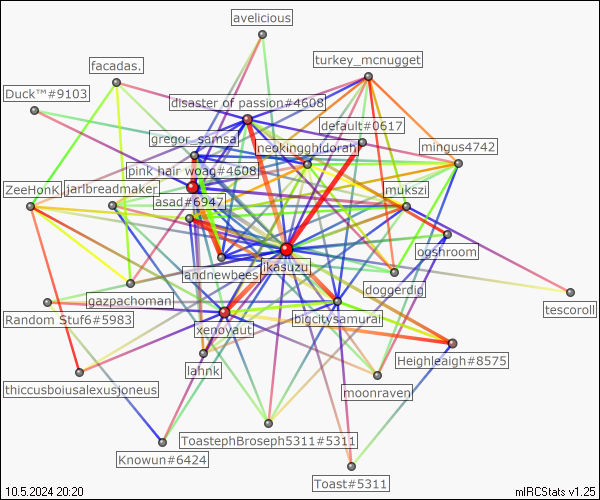 avelicious
turkey_mcnugget
facadas.
Duck™#9103
disaster of passion#4608
default#0617
gregor_samsa
mingus4742
neokingghidorah
pink hair woag#4608
ZeeHonK
jarlbreadmaker
mukszi
asad#6947
ogshroom
jkasuzu
andnewbees
doggerdig
gazpachoman
tescoroll
Random Stuf6#5983
bigcitysamurai
xenoyaut
Heighleaigh#8575
lahnk
thiccusboiusalexusjoneus
moonraven
ToastephBroseph5311#5311
Knowun#6424
Toast#5311
10.5.2024 20:20
mIRCStats v1.25